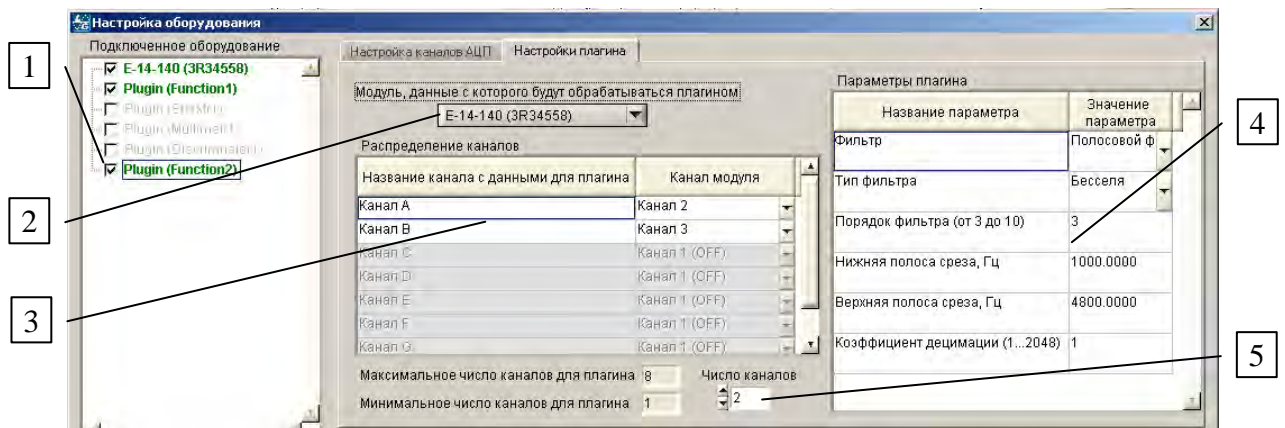 Настройка оборудования
Подключенное оборудование
E-14-140 (3R34558)
Plugin (Function1)
Plugin (Function2)
Настройка каналов АЦП
Настройки плагина
Модуль, данные с которого будут обрабатываться плагином
E-14-140 (3R34558)
Распределение каналов
Название канала с данными для плагина Канал модуля
Канал A Канал 2
Канал B Канал 3
Канал C Канал 1 (OFF)
Канал D Канал 1 (OFF)
Канал E Канал 1 (OFF)
Канал F Канал 1 (OFF)
Канал G Канал 1 (OFF)
Максимальное число каналов для плагина 8
Минимальное число каналов для плагина 1
Число каналов
2
Параметры плагина
Название параметра Значение параметра
Фильтр Полосовой ф
Тип фильтра Бесселя
Порядок фильтра (от 3 до 10) 3
Нижняя полоса среза, Гц 1000.0000
Верхняя полоса среза, Гц 4800.0000
Коэффициент децимации (1...2048) 1
1
2
3
4
5